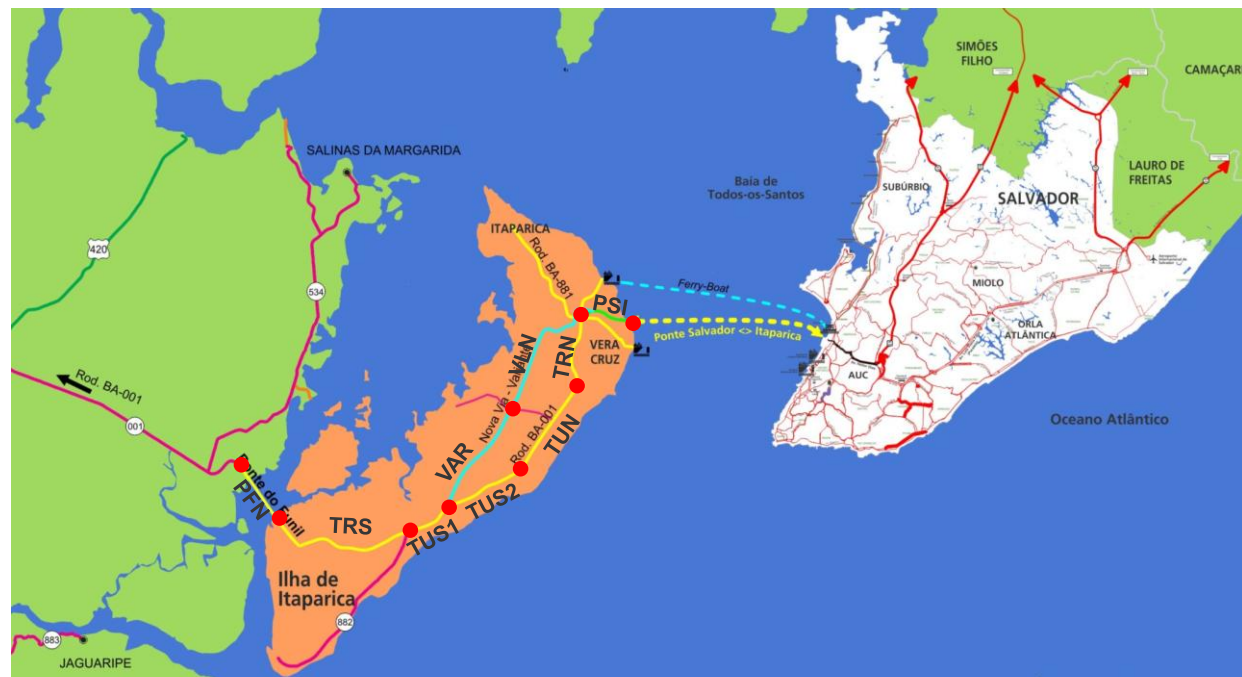 SIMÕES
FILHO
CAMAÇARI
SALINAS DA MARGARIDA
Baía de
Todos-os-Santos
SUBÚRBIO
LAURO DE
FREITAS
SALVADOR
ITAPARICA
420
534
Rod. BA-881
Ferry-Boat
MIOLO
PSI
Ponte Salvador <> Itaparica
ORLA
ATLÂNTICA
VERA
CRUZ
VLN
TRN
Nova Via - Variante
AUC
Rod. BA-001
001
Rod. BA-001
TUN
Oceano Atlântico
VAR
Ponte do Funil
PFN
TRS
TUS1
TUS2
Ilha de
Itaparica
882
883
JAGUARIPE